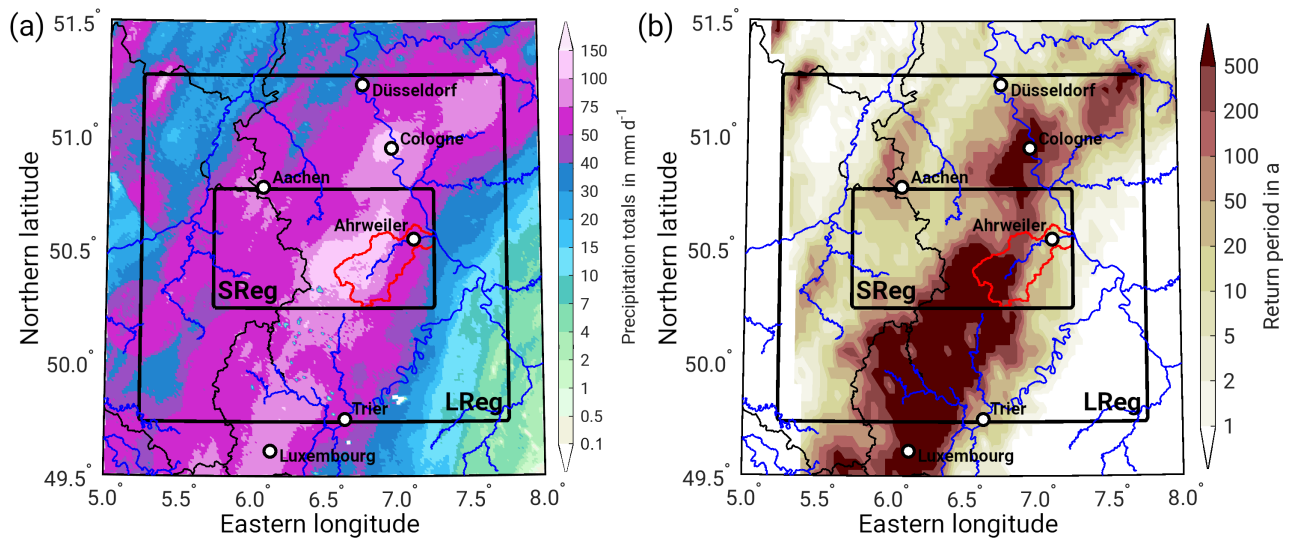 (a)
51.5°
51.0°
50.5°
50.0°
49.5°
Northern latitude
5.0°
5.5°
6.0°
6.5°
7.0°
7.5°
8.0°
Eastern longitude
Düsseldorf
Cologne
Aachen
Ahrweiler
SReg
LReg
Trier
Luxembourg
150
100
75
50
40
30
20
15
10
7
4
2
1
0.5
0.1
Precipitation totals in mm d⁻¹
(b)
51.5°
51.0°
50.5°
50.0°
49.5°
Northern latitude
5.0°
5.5°
6.0°
6.5°
7.0°
7.5°
8.0°
Eastern longitude
Düsseldorf
Cologne
Aachen
Ahrweiler
SReg
LReg
Trier
Luxembourg
500
200
100
50
20
10
5
2
1
Return period in a